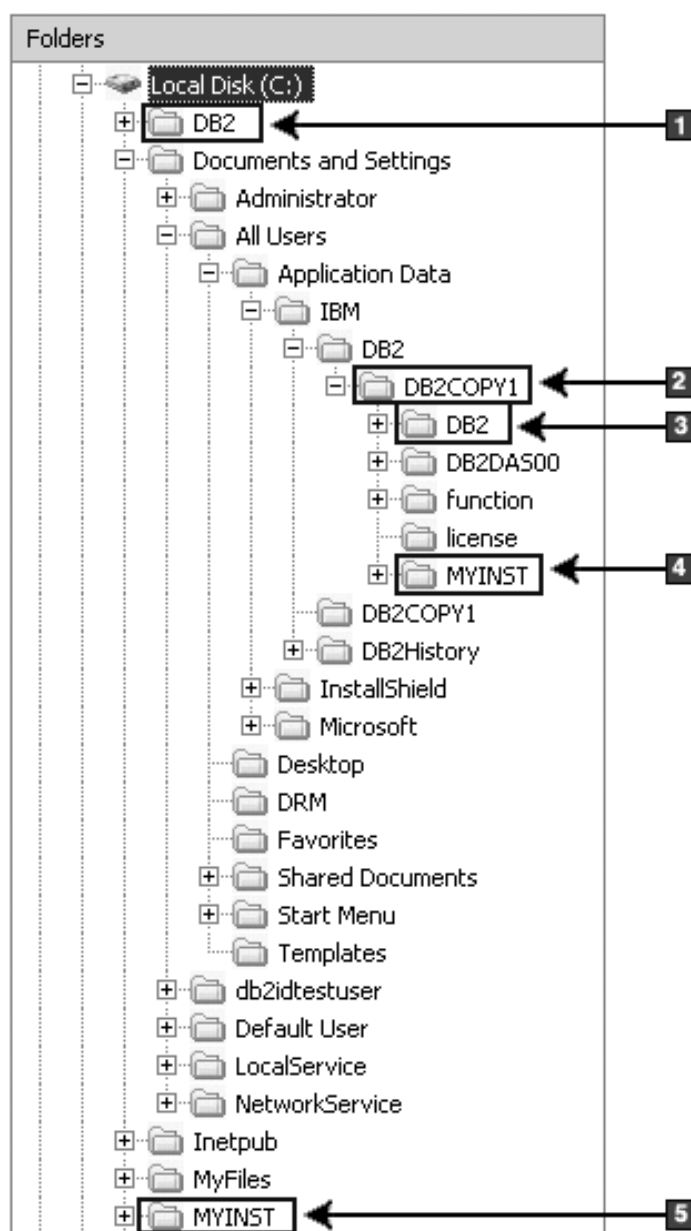 Folders
Local Disk (C:)
DB2 1
Documents and Settings
Administrator
All Users
Application Data
IBM
DB2
DB2COPY1 2
DB2 3
DB2DAS00
function
license
MYINST 4
DB2COPY1
DB2History
InstallShield
Microsoft
Desktop
DRM
Favorites
Shared Documents
Start Menu
Templates
db2idtestuser
Default User
LocalService
NetworkService
Inetpub
MyFiles
MYINST 5